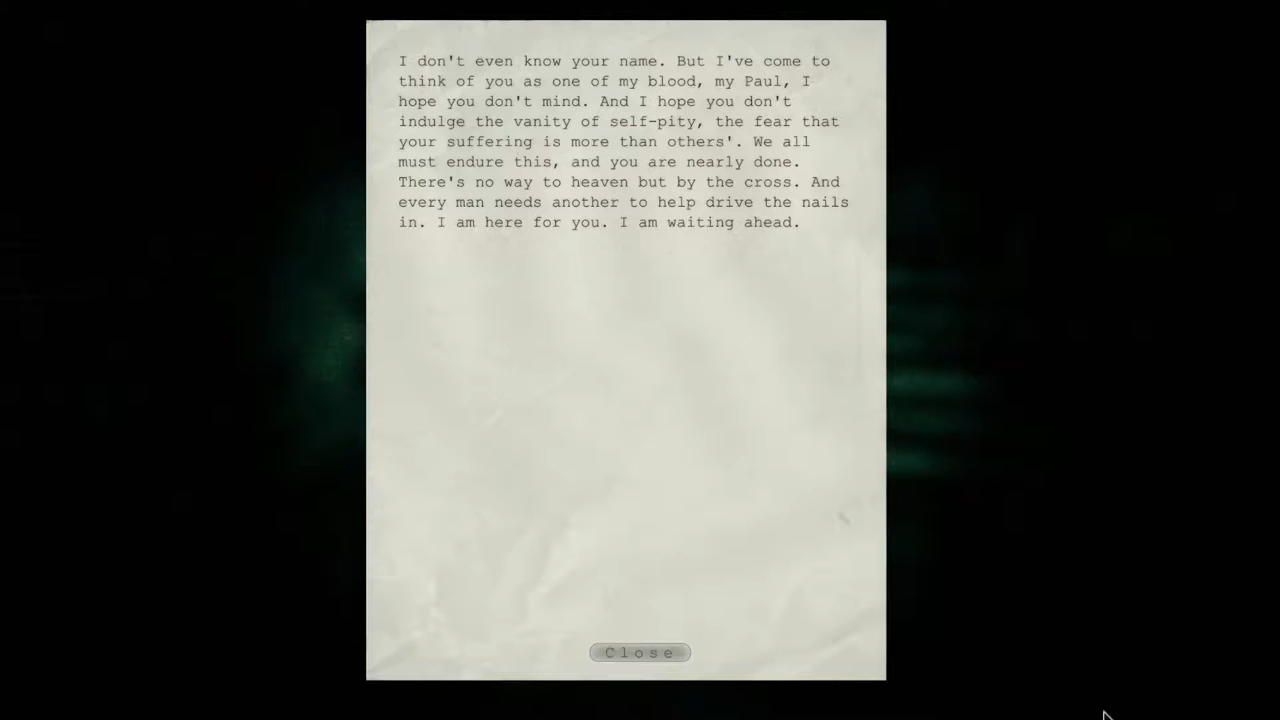 I don't even know your name. But I've come to
think of you as one of my blood, my Paul, I
hope you don't mind. And I hope you don't
indulge the vanity of self-pity, the fear that
your suffering is more than others'. We all
must endure this, and you are nearly done.
There's no way to heaven but by the cross. And
every man needs another to help drive the nails
in. I am here for you. I am waiting ahead.
Close